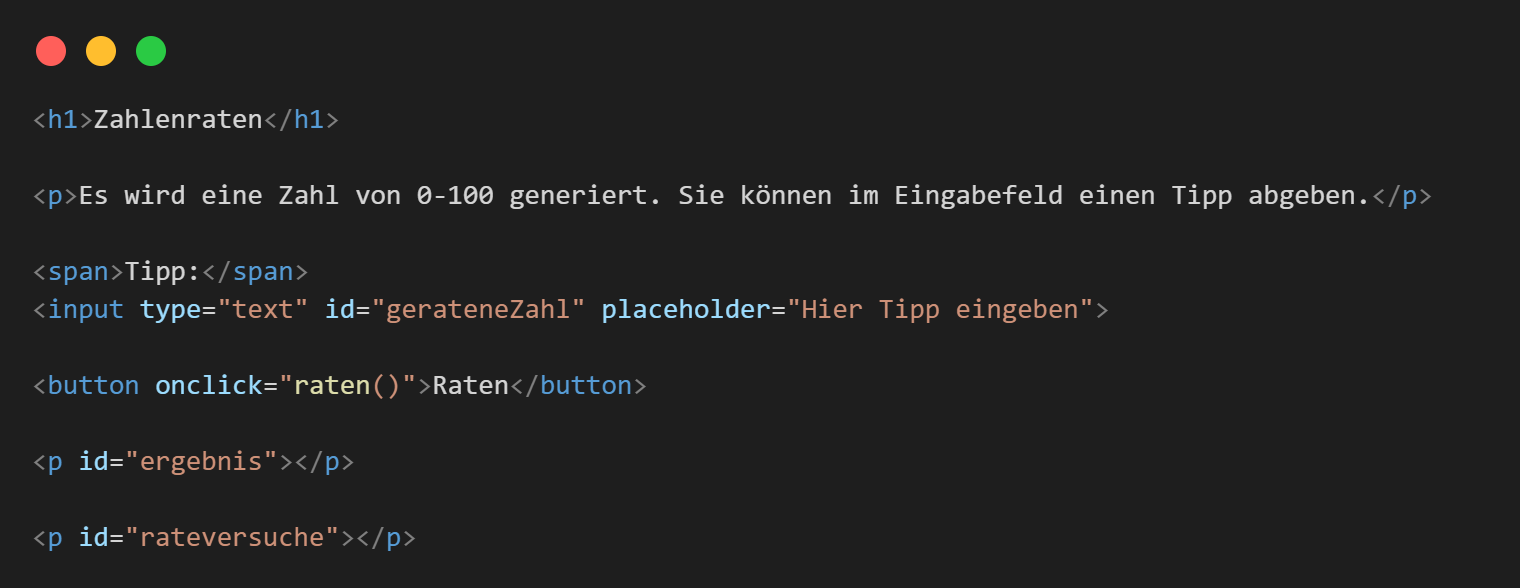 <h1>Zahlenraten</h1>
<p>Es wird eine Zahl von 0-100 generiert. Sie können im Eingabefeld einen Tipp abgeben.</p>
<span>Tipp:</span>
<input type="text" id="gerateneZahl" placeholder="Hier Tipp eingeben">
<button onclick="raten()">Raten</button>
<p id="ergebnis"></p>
<p id="rateversuche"></p>